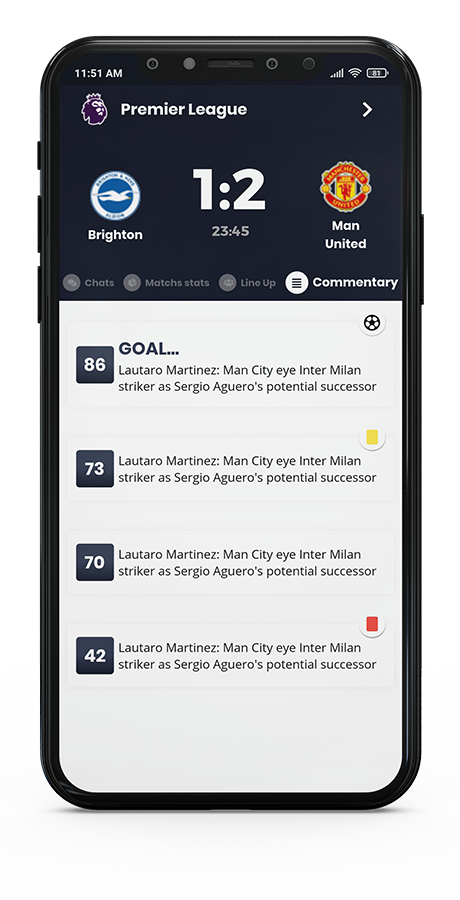 11:51 AM
81
Premier League
1:2
BRIGHTON & HOVE
ALBION
MANCHESTER
UNITED
Brighton
23:45
Man
United
Chats
Matchs stats
Line Up
Commentary
GOAL...
86
Lautaro Martinez: Man City eye Inter Milan
striker as Sergio Aguero's potential successor
73
Lautaro Martinez: Man City eye Inter Milan
striker as Sergio Aguero's potential successor
70
Lautaro Martinez: Man City eye Inter Milan
striker as Sergio Aguero's potential successor
42
Lautaro Martinez: Man City eye Inter Milan
striker as Sergio Aguero's potential successor